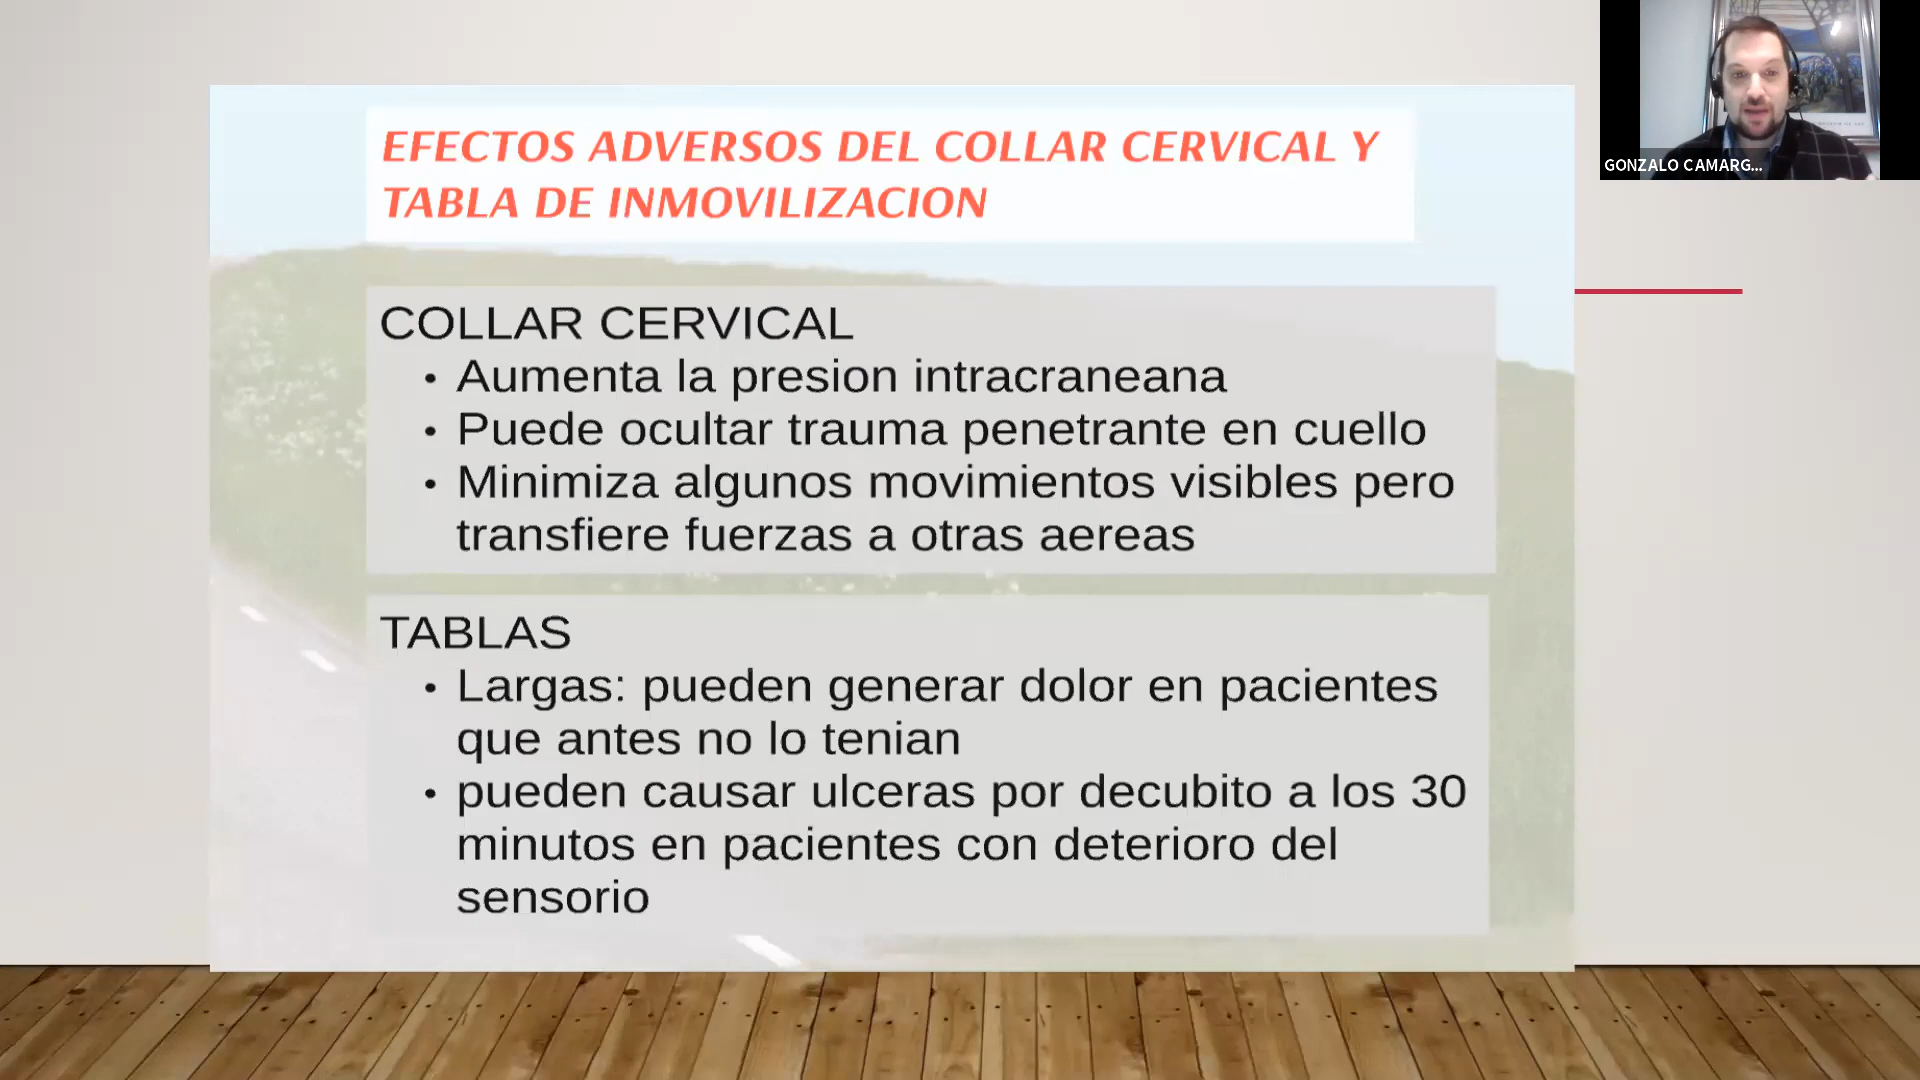 EFECTOS ADVERSOS DEL COLLAR CERVICAL Y
TABLA DE INMOVILIZACION
GONZALO CAMARG...
COLLAR CERVICAL
• Aumenta la presion intracraneana
• Puede ocultar trauma penetrante en cuello
• Minimiza algunos movimientos visibles pero
transfiere fuerzas a otras aereas
TABLAS
• Largas: pueden generar dolor en pacientes
que antes no lo tenian
• pueden causar ulceras por decubito a los 30
minutos en pacientes con deterioro del
sensorio